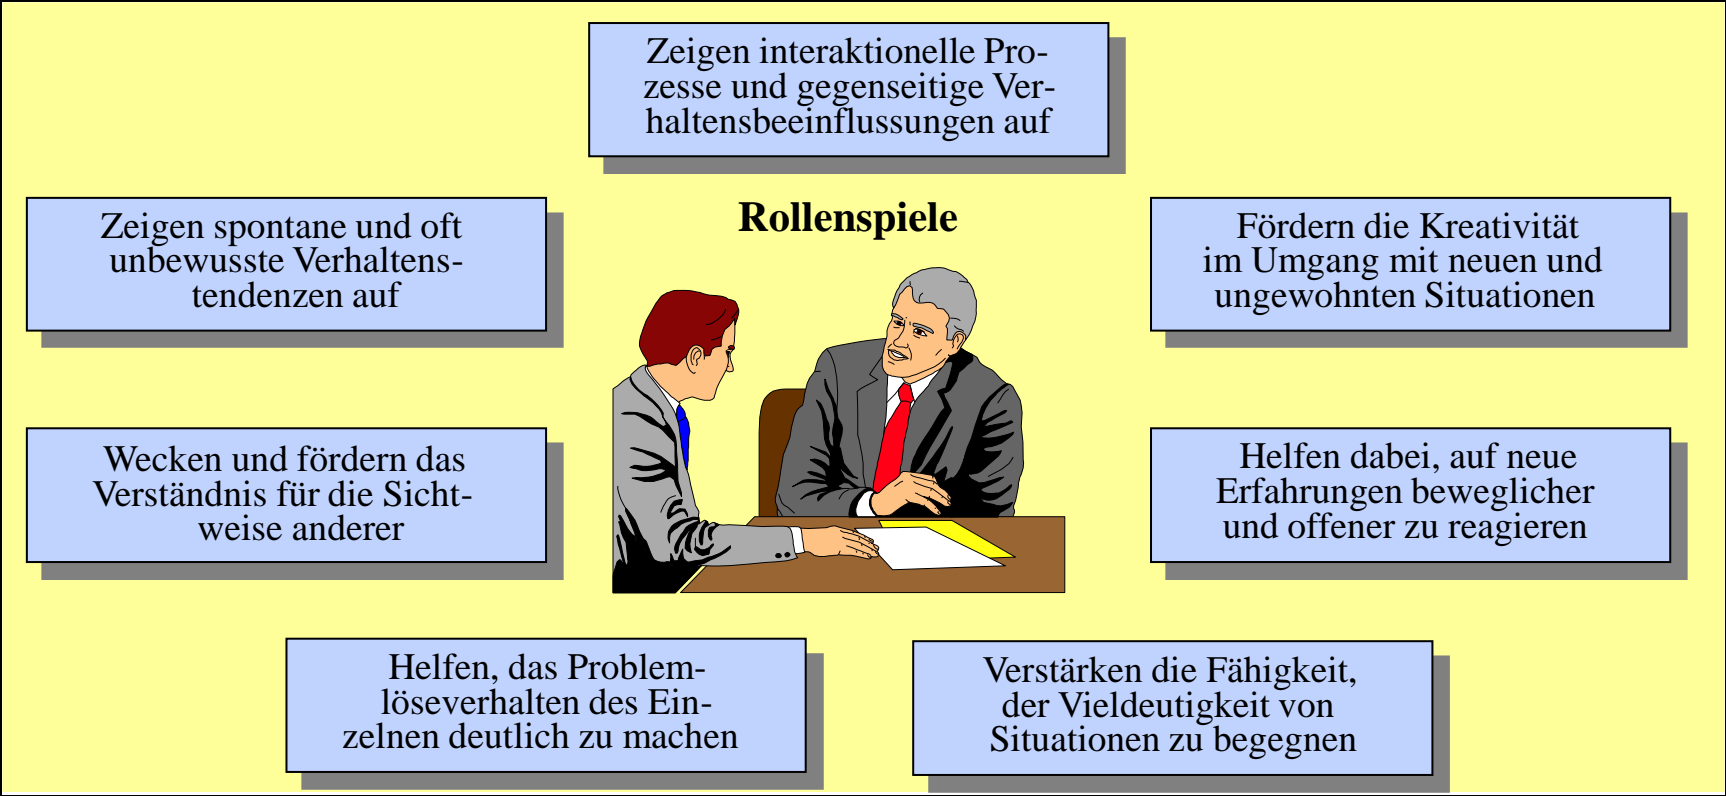 Zeigen interaktionelle Pro-
zesse und gegenseitige Ver-
haltensbeeinflussungen auf
Rollenspiele
Zeigen spontane und oft
unbewusste Verhaltens-
tendenzen auf
Fördern die Kreativität
im Umgang mit neuen und
ungewohnten Situationen
Wecken und fördern das
Verständnis für die Sicht-
weise anderer
Helfen dabei, auf neue
Erfahrungen beweglicher
und offener zu reagieren
Helfen, das Problem-
löseverhalten des Ein-
zelnen deutlich zu machen
Verstärken die Fähigkeit,
der Vieldeutigkeit von
Situationen zu begegnen